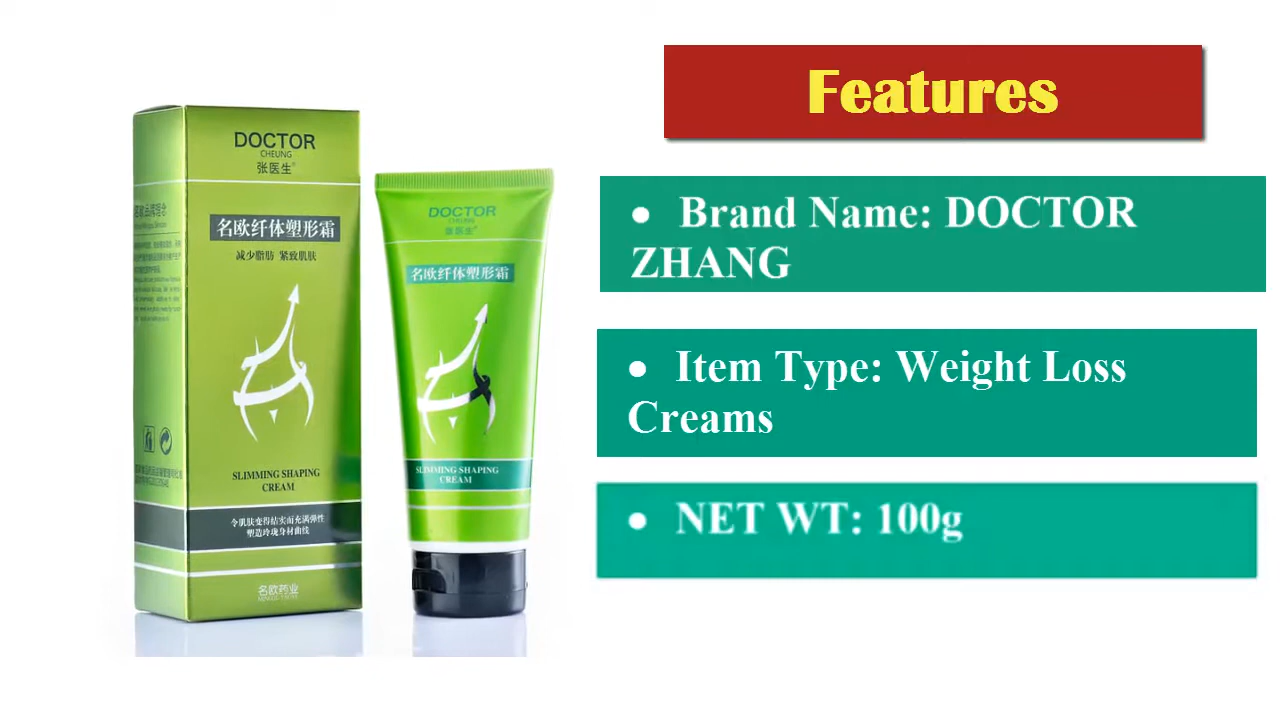 DOCTOR
CHEUNG
张医生®
名欧纤体塑形霜
减少脂肪 紧致肌肤
SLIMMING SHAPING
CREAM
令肌肤变得结实而充满弹性
塑造玲珑身材曲线
名欧药业
DOCTOR
CHEUNG
张医生®
名欧纤体塑形霜
SLIMMING SHAPING
CREAM
Features
• Brand Name: DOCTOR
ZHANG
• Item Type: Weight Loss
Creams
• NET WT: 100g